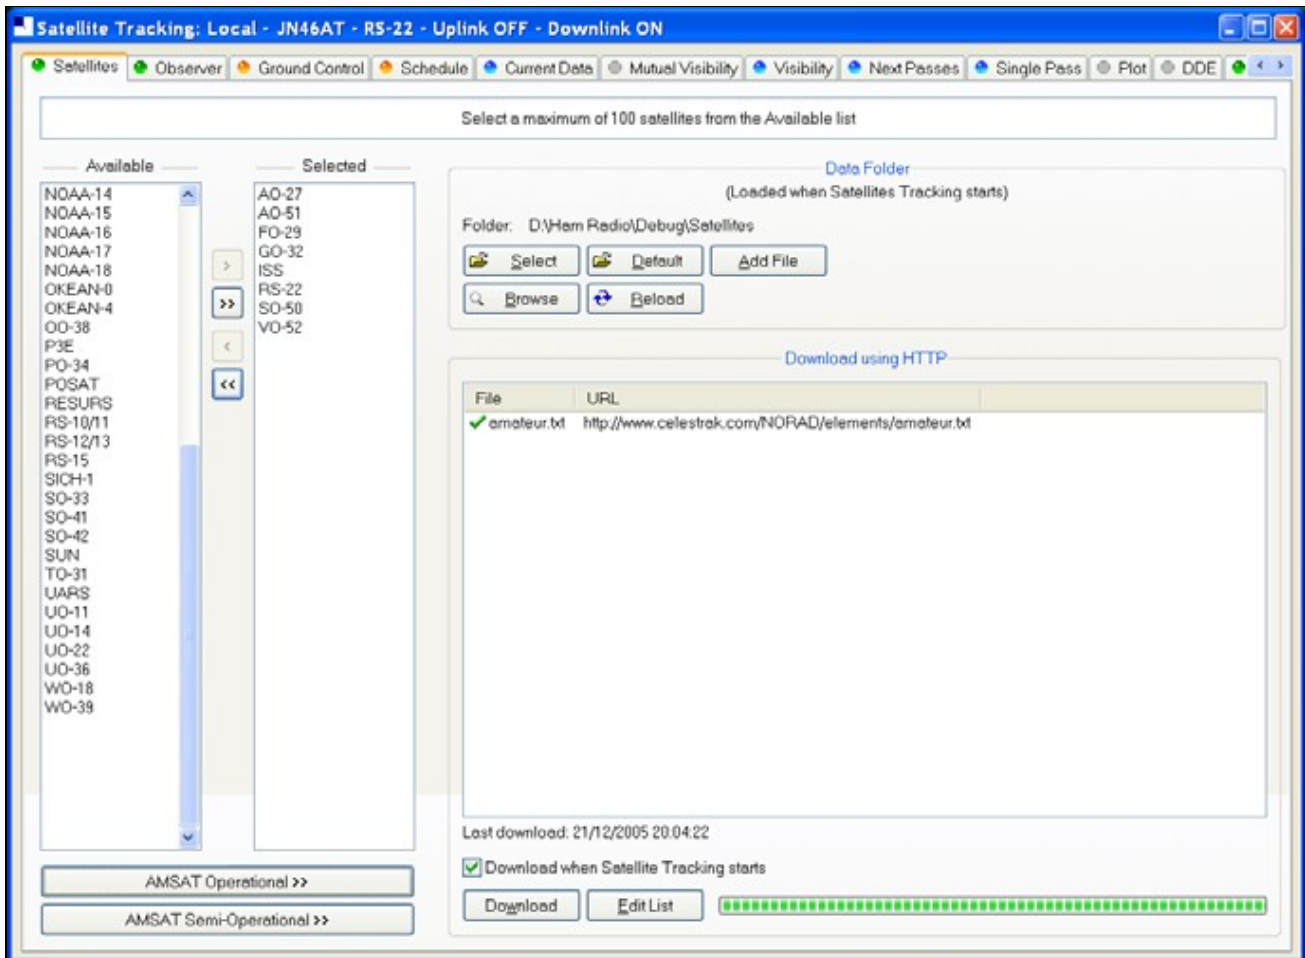 Satellite Tracking: Local - JN46AT - RS-22 - Uplink OFF - Downlink ON
Satellites Observer Ground Control Schedule Current Data Mutual Visibility Visibility Next Passes Single Pass Plot DDE
Select a maximum of 100 satellites from the Available list
Available
NOAA-14
NOAA-15
NOAA-16
NOAA-17
NOAA-18
OKEAN-0
OKEAN-4
OO-38
P3E
PO-34
POSAT
RESURS
RS-10/11
RS-12/13
RS-15
SICH-1
SO-33
SO-41
SO-42
SUN
TO-31
UARS
UO-11
UO-14
UO-22
UO-36
WO-18
WO-39
>
>>
<
<<
Selected
AO-27
AO-51
FO-29
GO-32
ISS
RS-22
SO-50
VO-52
AMSAT Operational >>
AMSAT Semi-Operational >>
Data Folder
(Loaded when Satellites Tracking starts)
Folder: D:\Ham Radio\Debug\Satellites
Select Default Add File
Browse Reload
Download using HTTP
File URL
amateur.txt http://www.celestrak.com/NORAD/elements/amateur.txt
Last download: 21/12/2005 20:04:22
Download when Satellite Tracking starts
Download Edit List